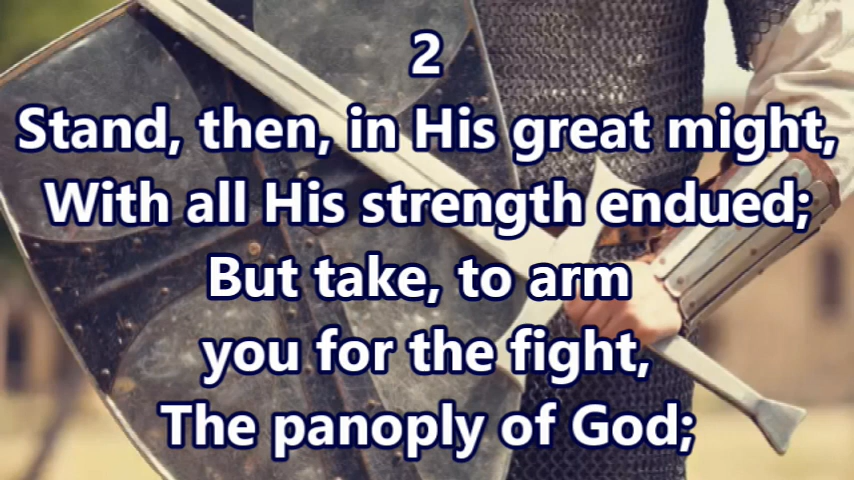 2
Stand, then, in His great might,
With all His strength endued;
But take, to arm
you for the fight,
The panoply of God;